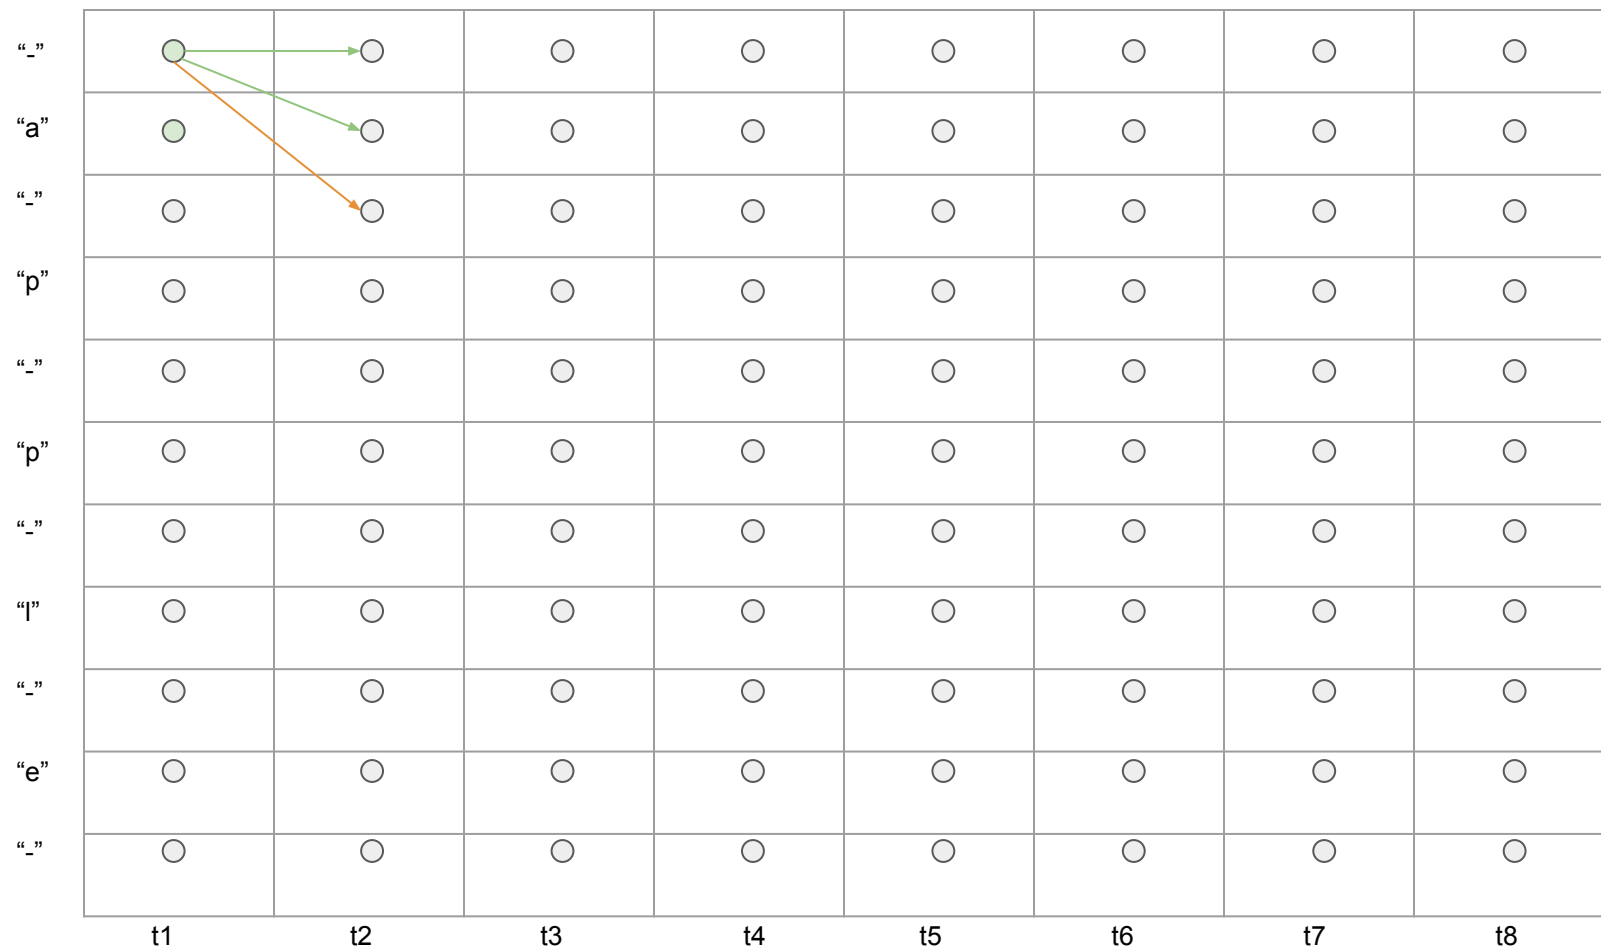 “-”
“a”
“-”
“p”
“-”
“p”
“-”
“l”
“-”
“e”
“-”
t1 t2 t3 t4 t5 t6 t7 t8